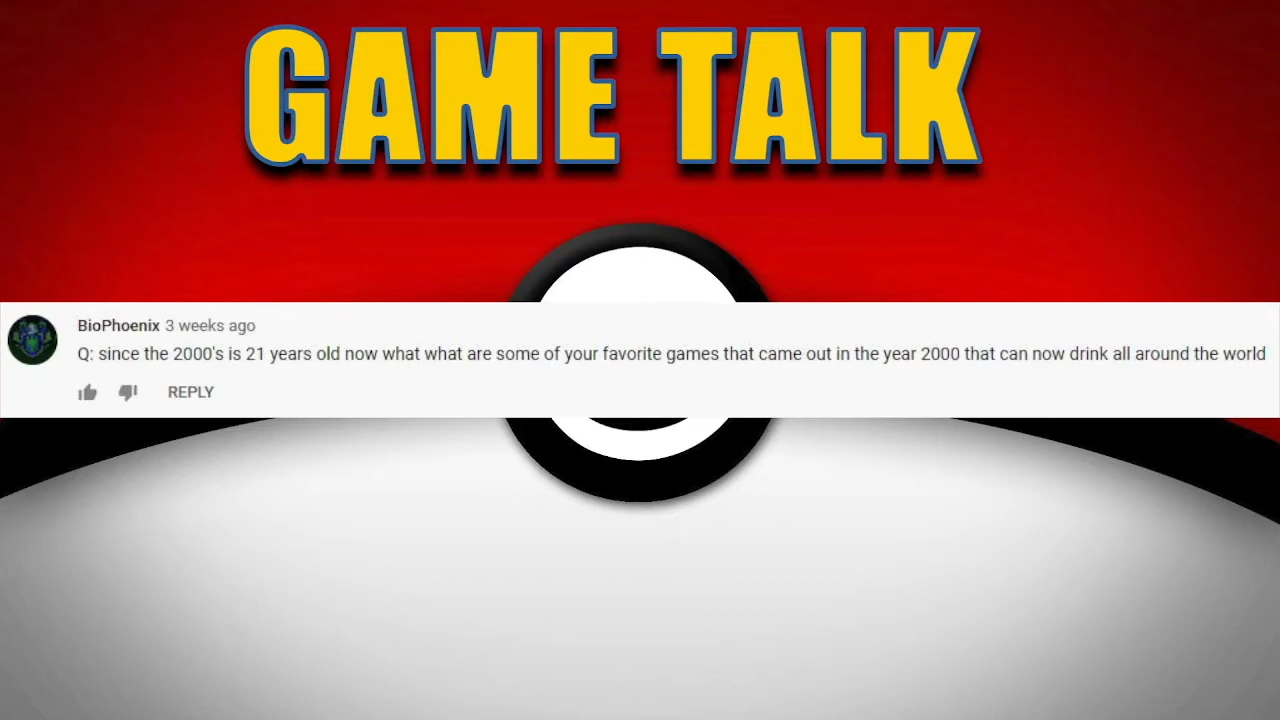 GAME TALK
BioPhoenix 3 weeks ago
Q: since the 2000's is 21 years old now what what are some of your favorite games that came out in the year 2000 that can now drink all around the world
REPLY